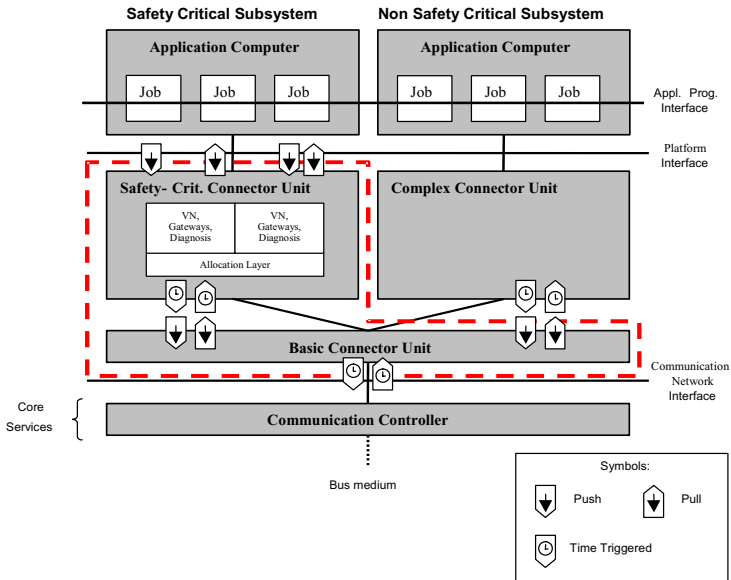 Safety Critical Subsystem
Non Safety Critical Subsystem
Application Computer
Application Computer
Job
Job
Job
Job
Job
Job
Appl. Prog.
Interface
Platform
Interface
Safety- Crit. Connector Unit
Complex Connector Unit
VN,
Gateways,
Diagnosis
VN,
Gateways,
Diagnosis
Allocation Layer
Basic Connector Unit
Communication
Network
Interface
Core
Services
Communication Controller
Bus medium
Symbols:
Push
Pull
Time Triggered